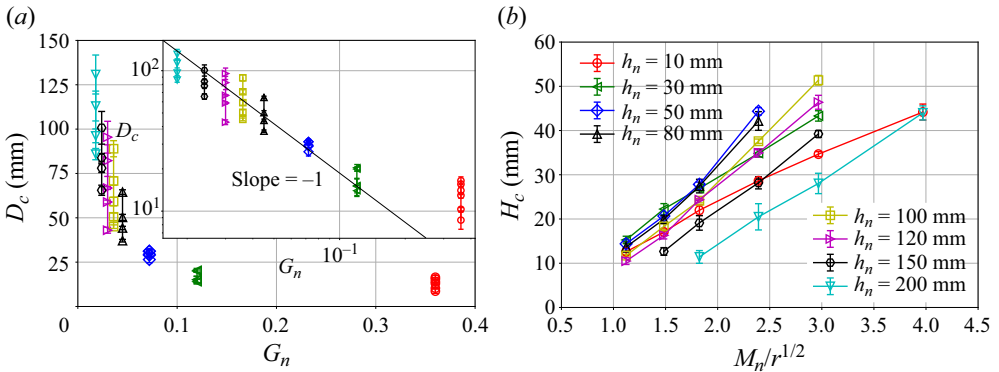 (a)
150
125
100
75
50
25
0
D_c (mm)
D_c
10^2
10^1
Slope = –1
G_n
10^{-1}
0.1
0.2
0.3
0.4
G_n
(b)
60
50
40
30
20
10
0
H_c (mm)
h_n = 10 mm
h_n = 30 mm
h_n = 50 mm
h_n = 80 mm
h_n = 100 mm
h_n = 120 mm
h_n = 150 mm
h_n = 200 mm
0.5
1.0
1.5
2.0
2.5
3.0
3.5
4.0
4.5
M_n/r^{1/2}